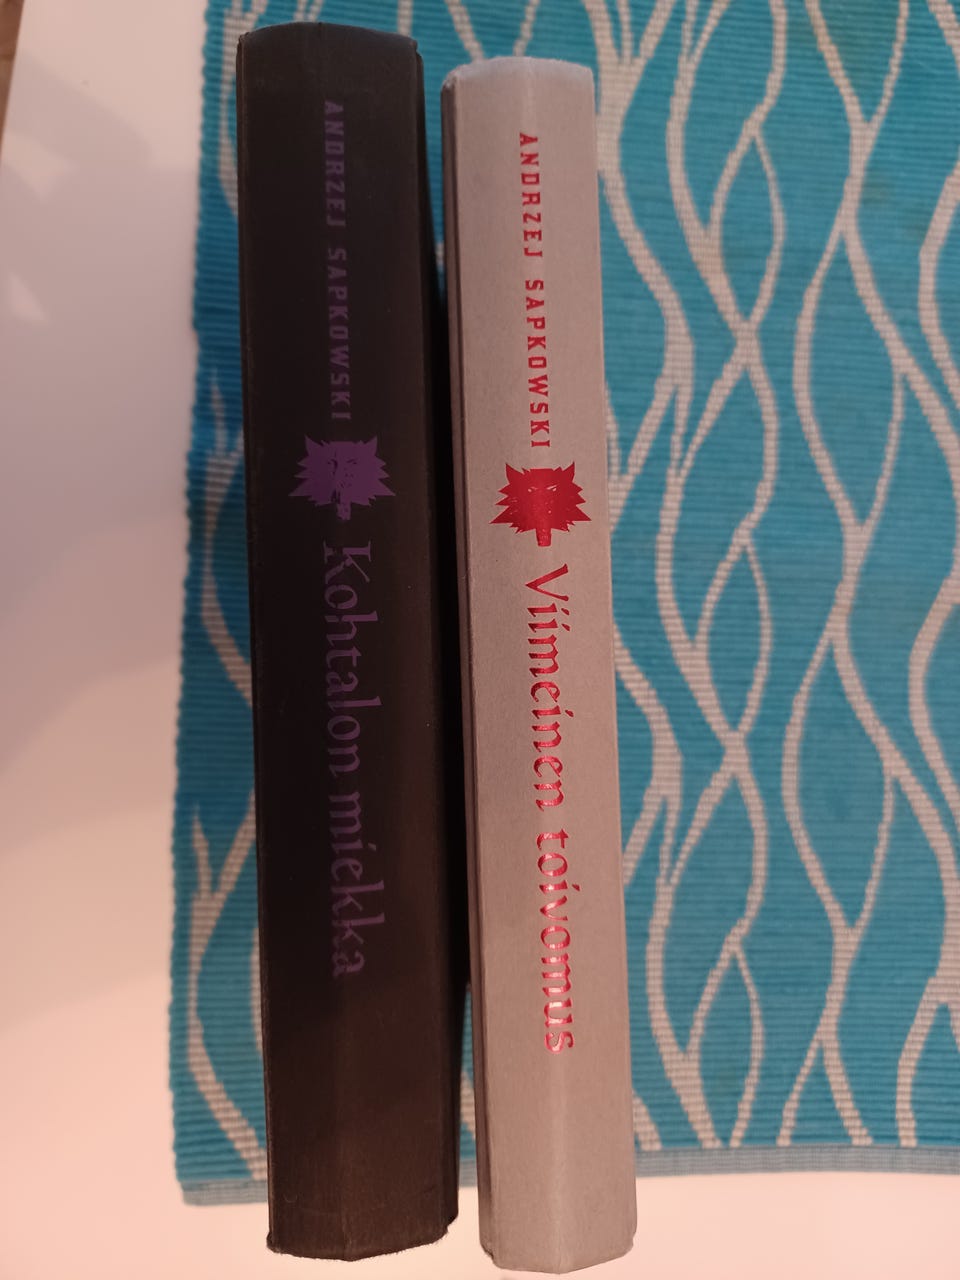 ANDRZEJ SAPKOWSKI
Kohtalon miekka
ANDRZEJ SAPKOWSKI
Viimeinen toivomus